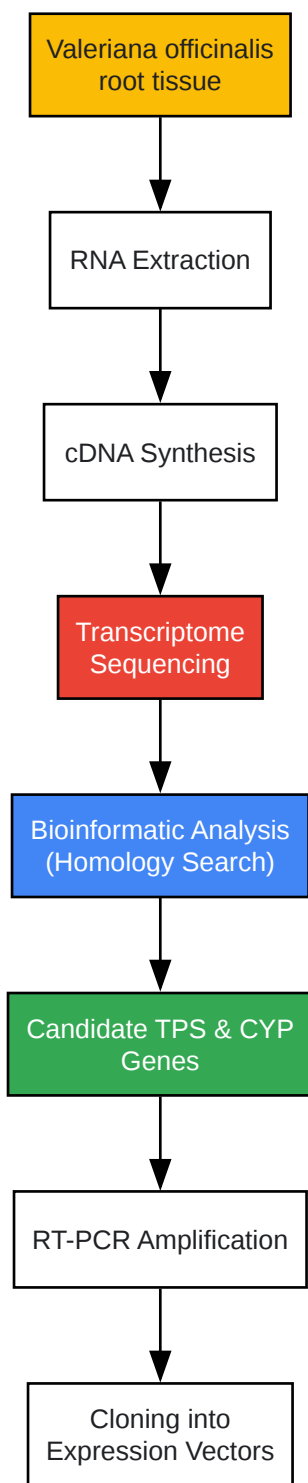 Valeriana officinalis
root tissue
RNA Extraction
cDNA Synthesis
Transcriptome
Sequencing
Bioinformatic Analysis
(Homology Search)
Candidate TPS & CYP
Genes
RT-PCR Amplification
Cloning into
Expression Vectors